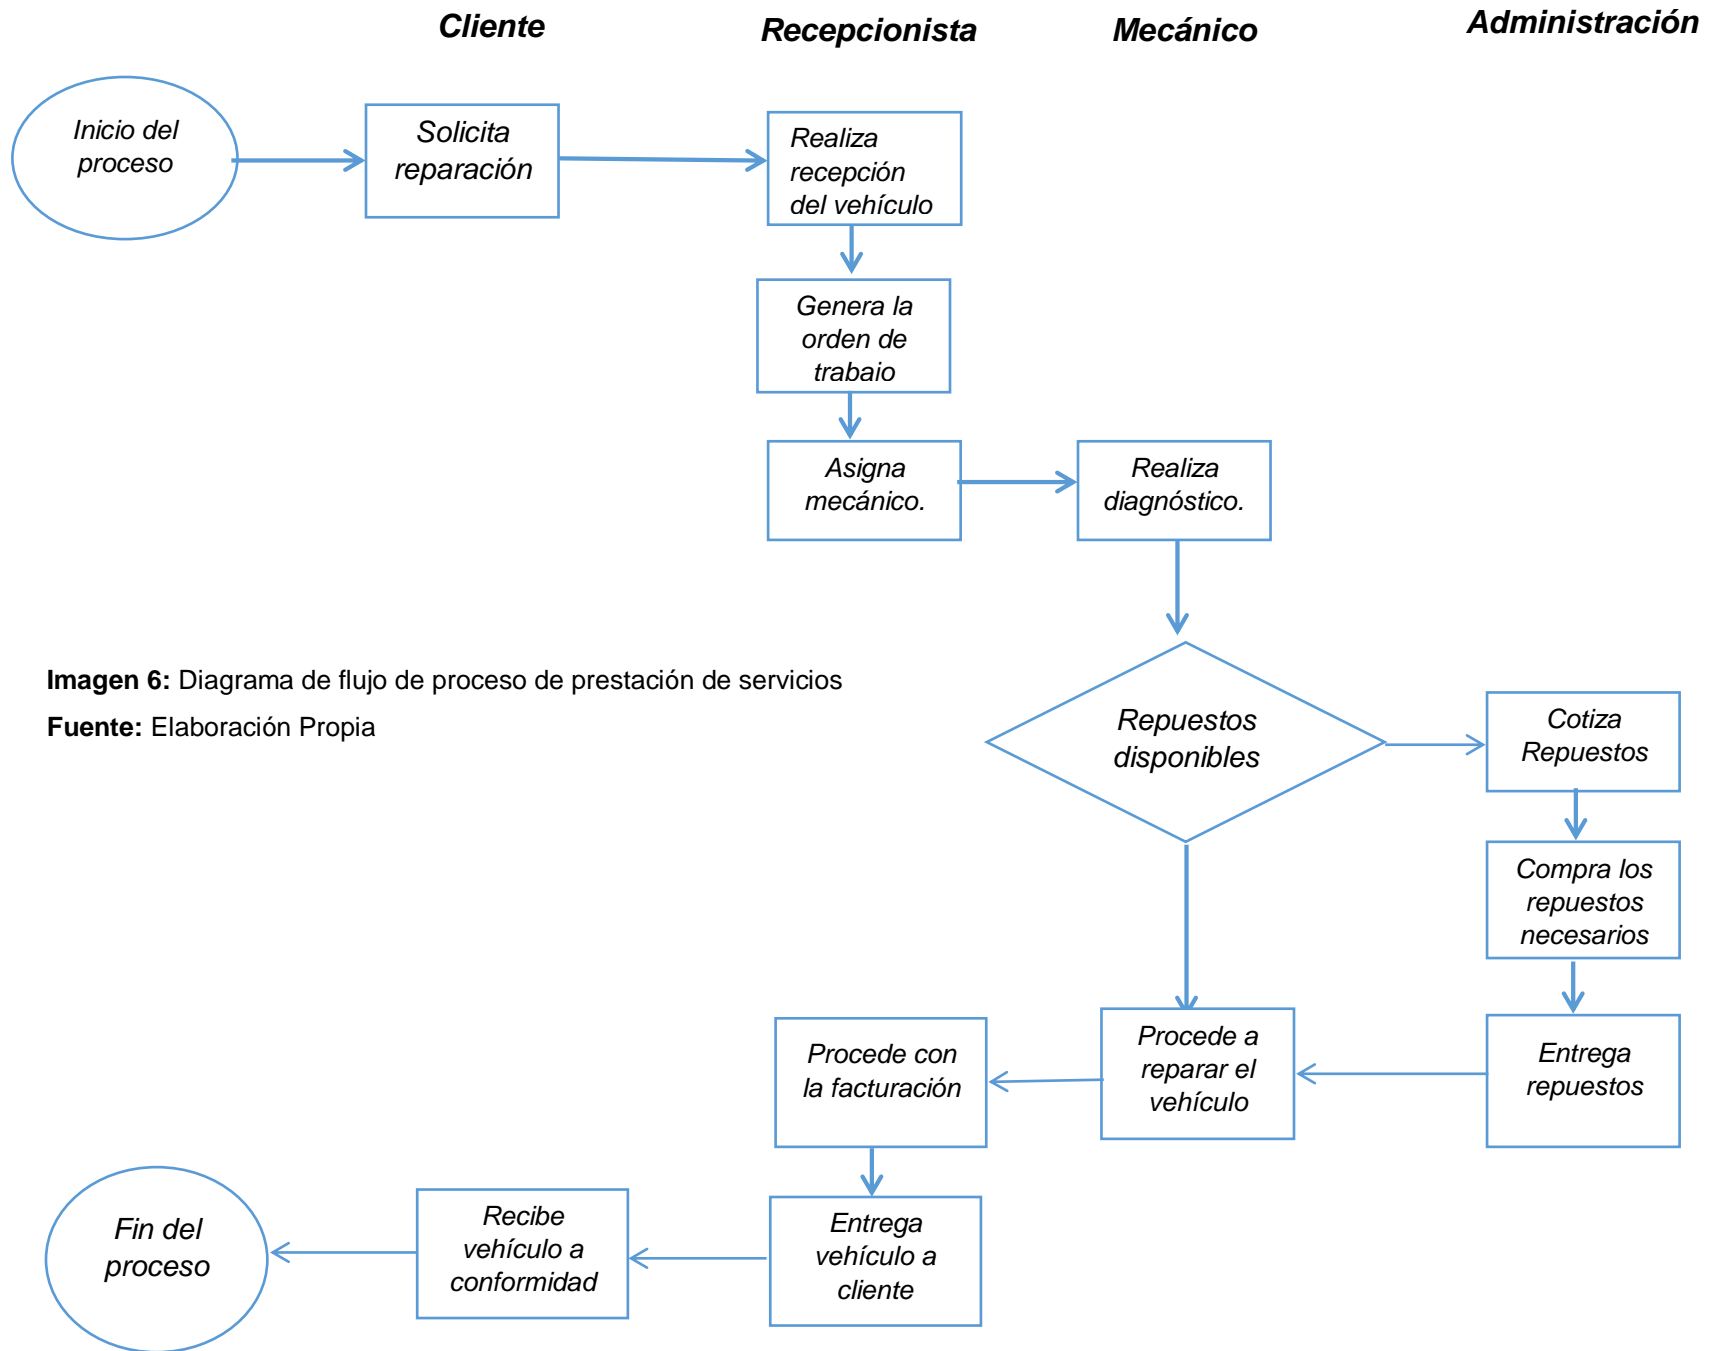 Cliente
Recepcionista
Mecánico
Administración
Inicio del
proceso
Solicita
reparación
Realiza
recepción
del vehículo
Genera la
orden de
trabaio
Asigna
mecánico.
Realiza
diagnóstico.
Imagen 6: Diagrama de flujo de proceso de prestación de servicios
Fuente: Elaboración Propia
Repuestos
disponibles
Cotiza
Repuestos
Compra los
repuestos
necesarios
Entrega
repuestos
Procede a
reparar el
vehículo
Procede con
la facturación
Entrega
vehículo a
cliente
Recibe
vehículo a
conformidad
Fin del
proceso